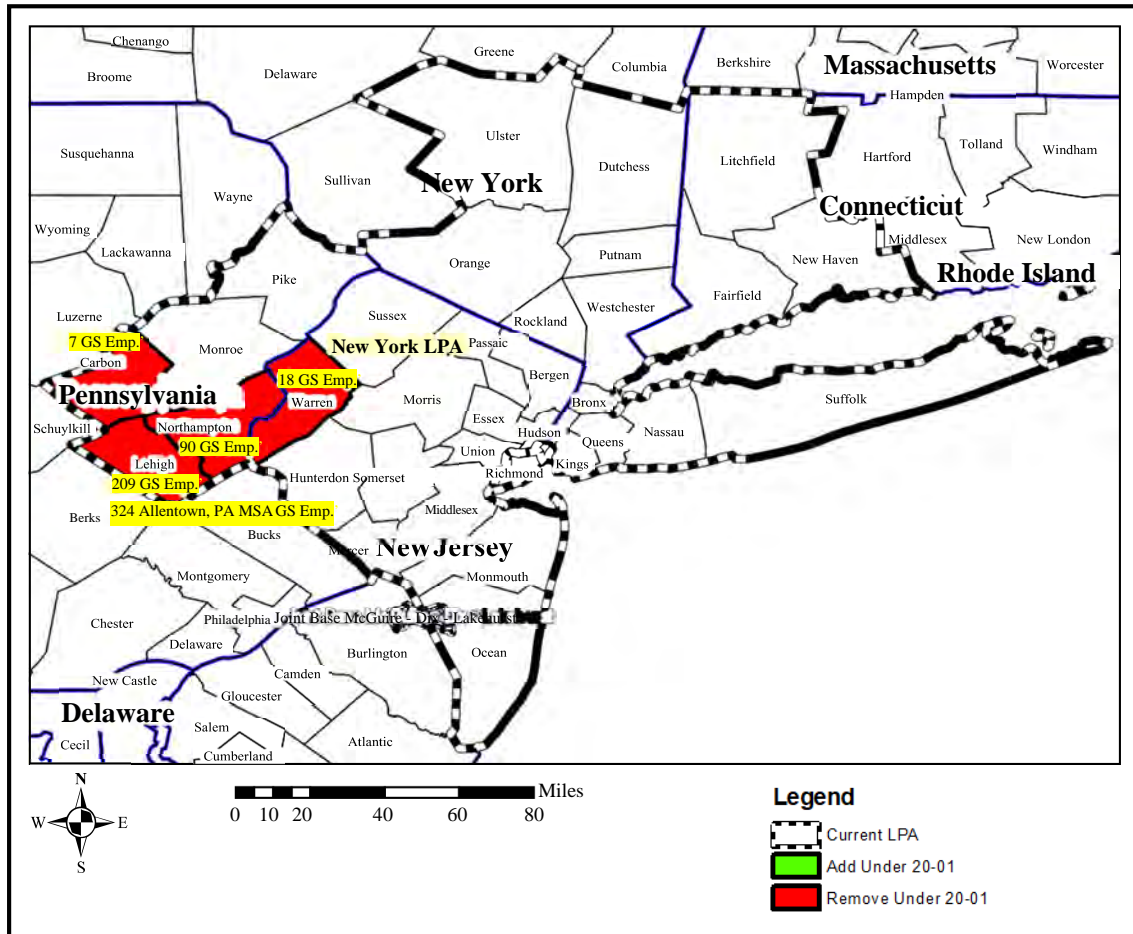 Chenango
Greene
Columbia
Berkshire
Massachusetts
Worcester
Broome
Delaware
Hampden
Ulster
Susquehanna
Dutchess
Litchfield
Hartford
Tolland
Windham
Sullivan
New York
Wayne
Connecticut
Wyoming
Lackawanna
Putnam
New Haven
Middlesex
New London
Orange
Rhode Island
Pike
Westchester
Fairfield
Luzerne
Sussex
Rockland
7 GS Emp.
Monroe
New York LPA
Passaic
Carbon
18 GS Emp.
Bergen
Pennsylvania
Warren
Morris
Bronx
Suffolk
Schuylkill
Northampton
Essex
Hudson
Nassau
90 GS Emp.
Union
Queens
Lehigh
Kings
209 GS Emp.
Hunterdon
Somerset
Richmond
Berks
324 Allentown, PA MSA GS Emp.
Middlesex
Bucks
Mercer
New Jersey
Montgomery
Monmouth
Chester
Philadelphia
Joint Base McGuire - Dix - Lakehurst
Delaware
Burlington
Ocean
New Castle
Camden
Gloucester
Delaware
Salem
Atlantic
Cecil
Cumberland
N
W
E
S
Miles
0 10 20 40 60 80
Legend
Current LPA
Add Under 20-01
Remove Under 20-01